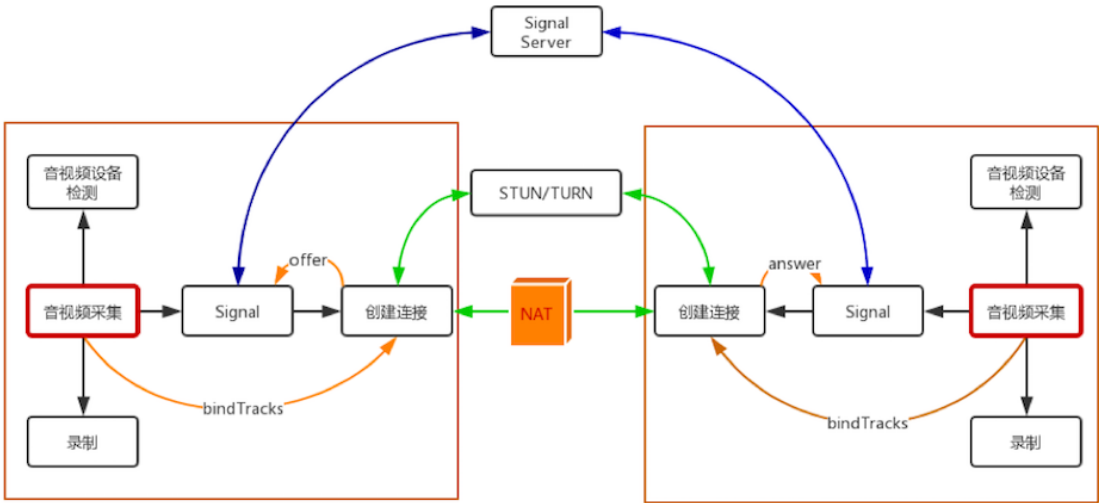 Signal
Server
音视频设备
检测
STUN/TURN
音视频设备
检测
offer
answer
音视频采集
Signal
创建连接
NAT
创建连接
Signal
音视频采集
bindTracks
bindTracks
录制
录制